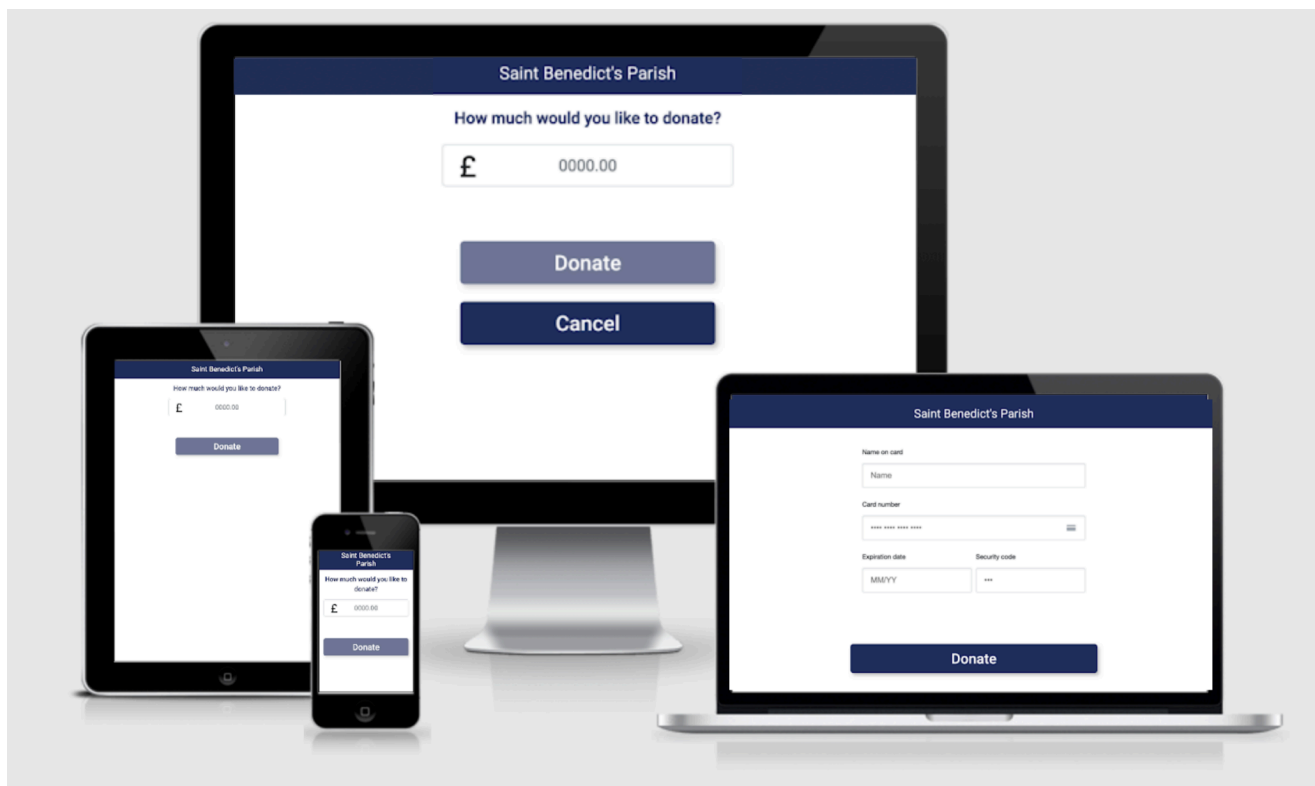 Saint Benedict's Parish
How much would you like to donate?
£ 0000.00
Donate
Cancel
Saint Benedict's Parish
How much would you like to donate?
£ 0000.00
Donate
Saint Benedict's
Parish
How much would you like to
donate?
£ 0000.00
Donate
Saint Benedict's Parish
Name on card
Name
Card number
•••• •••• •••• ••••
Expiration date Security code
MM/YY •••
Donate